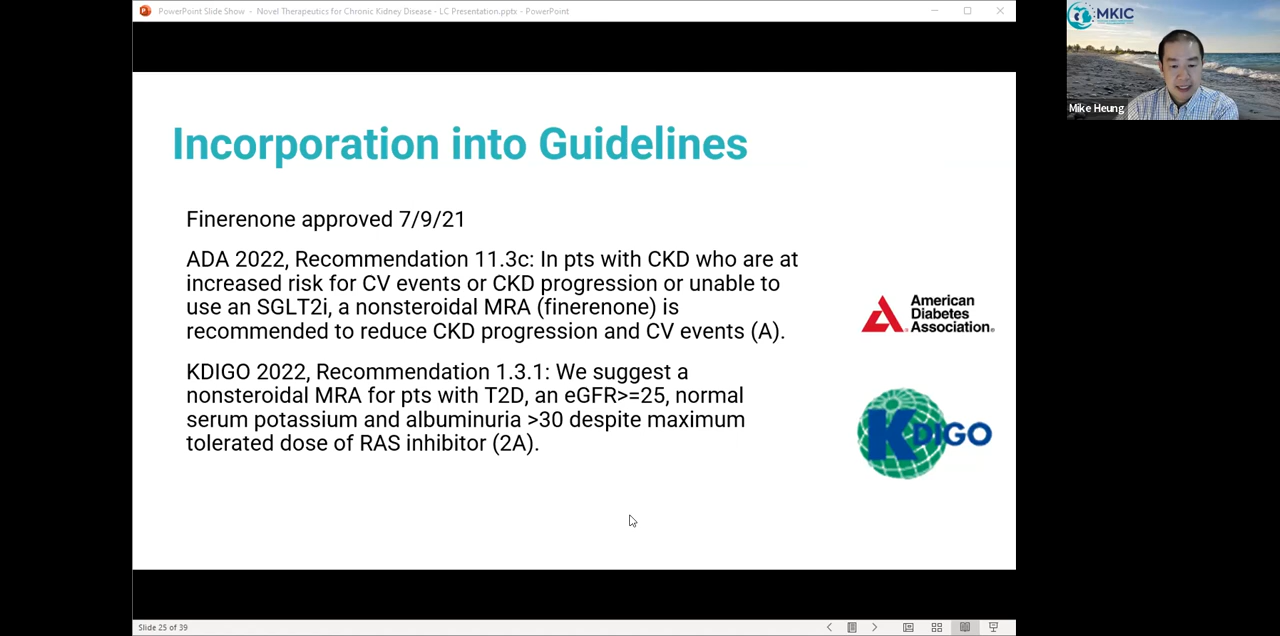 PowerPoint Slide Show - Novel Therapeutics for Chronic Kidney Disease - LC Presentation.pptx - PowerPoint
MKIC
Mike Heung
Incorporation into Guidelines
Finerenone approved 7/9/21
ADA 2022, Recommendation 11.3c: In pts with CKD who are at
increased risk for CV events or CKD progression or unable to
use an SGLT2i, a nonsteroidal MRA (finerenone) is
recommended to reduce CKD progression and CV events (A).
American
Diabetes
Association®
KDIGO 2022, Recommendation 1.3.1: We suggest a
nonsteroidal MRA for pts with T2D, an eGFR>=25, normal
serum potassium and albuminuria >30 despite maximum
tolerated dose of RAS inhibitor (2A).
KDIGO
Slide 25 of 39